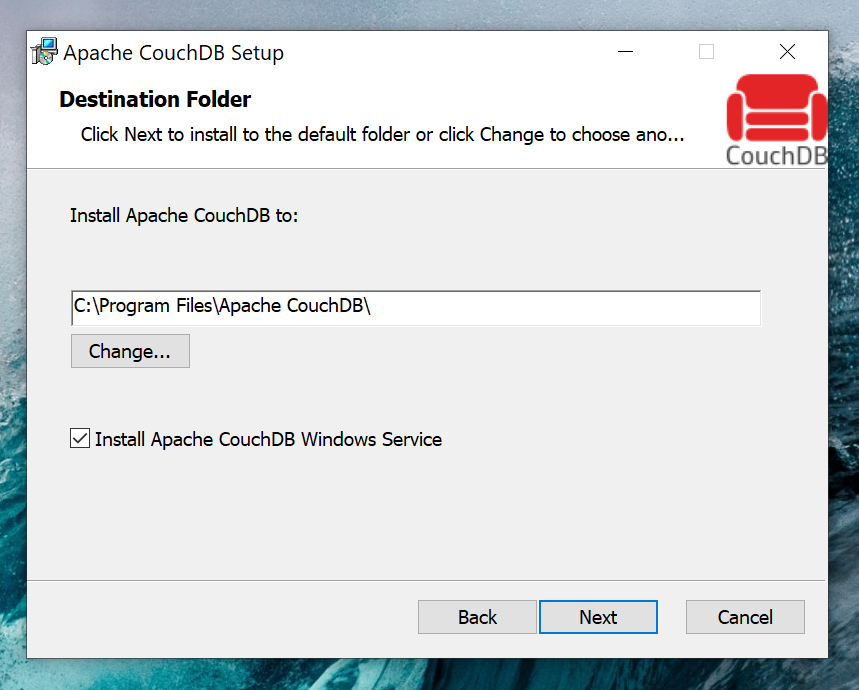 Apache CouchDB Setup
Destination Folder
Click Next to install to the default folder or click Change to choose ano...
CouchDB
Install Apache CouchDB to:
C:\Program Files\Apache CouchDB\
Change...
Install Apache CouchDB Windows Service
Back
Next
Cancel